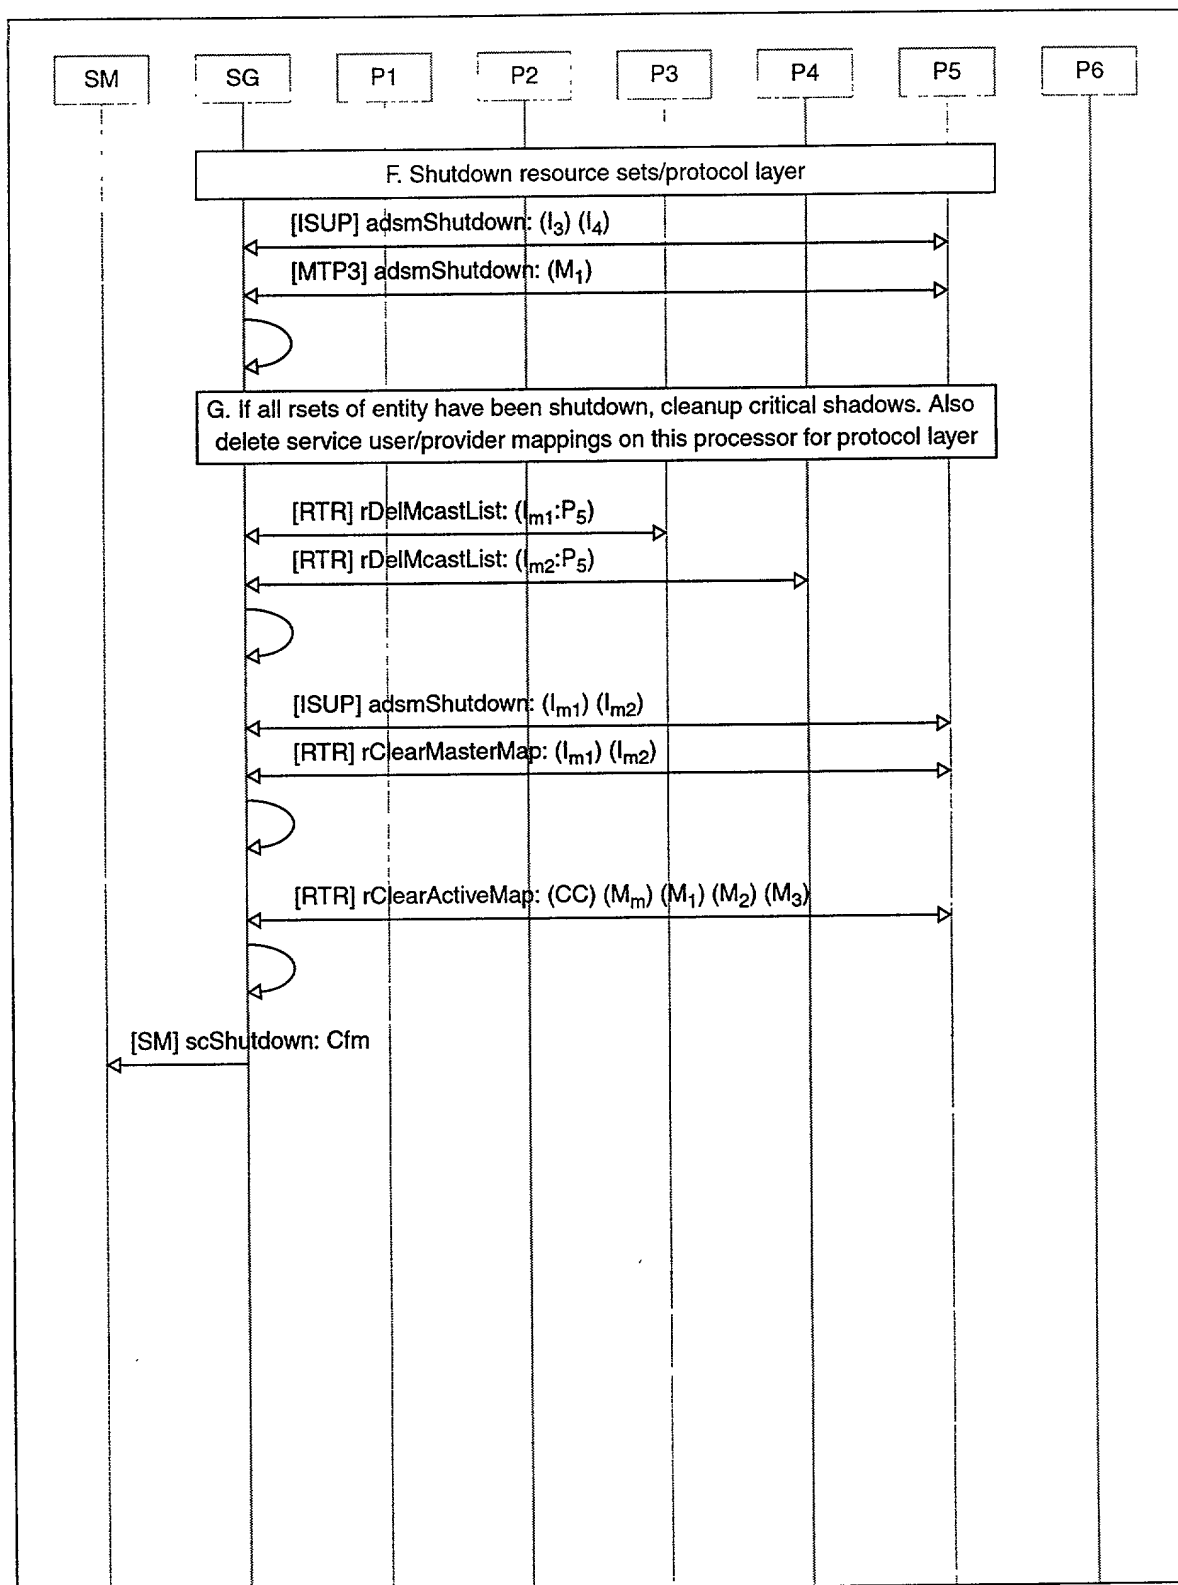 SM SG P1 P2 P3 P4 P5 P6
F. Shutdown resource sets/protocol layer
[ISUP] adsmShutdown: (I3) (I4)
[MTP3] adsmShutdown: (M1)
G. If all rsets of entity have been shutdown, cleanup critical shadows. Also
delete service user/provider mappings on this processor for protocol layer
[RTR] rDelMcastList: (Im1:P5)
[RTR] rDelMcastList: (Im2:P5)
[ISUP] adsmShutdown: (Im1) (Im2)
[RTR] rClearMasterMap: (Im1) (Im2)
[RTR] rClearActiveMap: (CC) (Mm) (M1) (M2) (M3)
[SM] scShutdown: Cfm